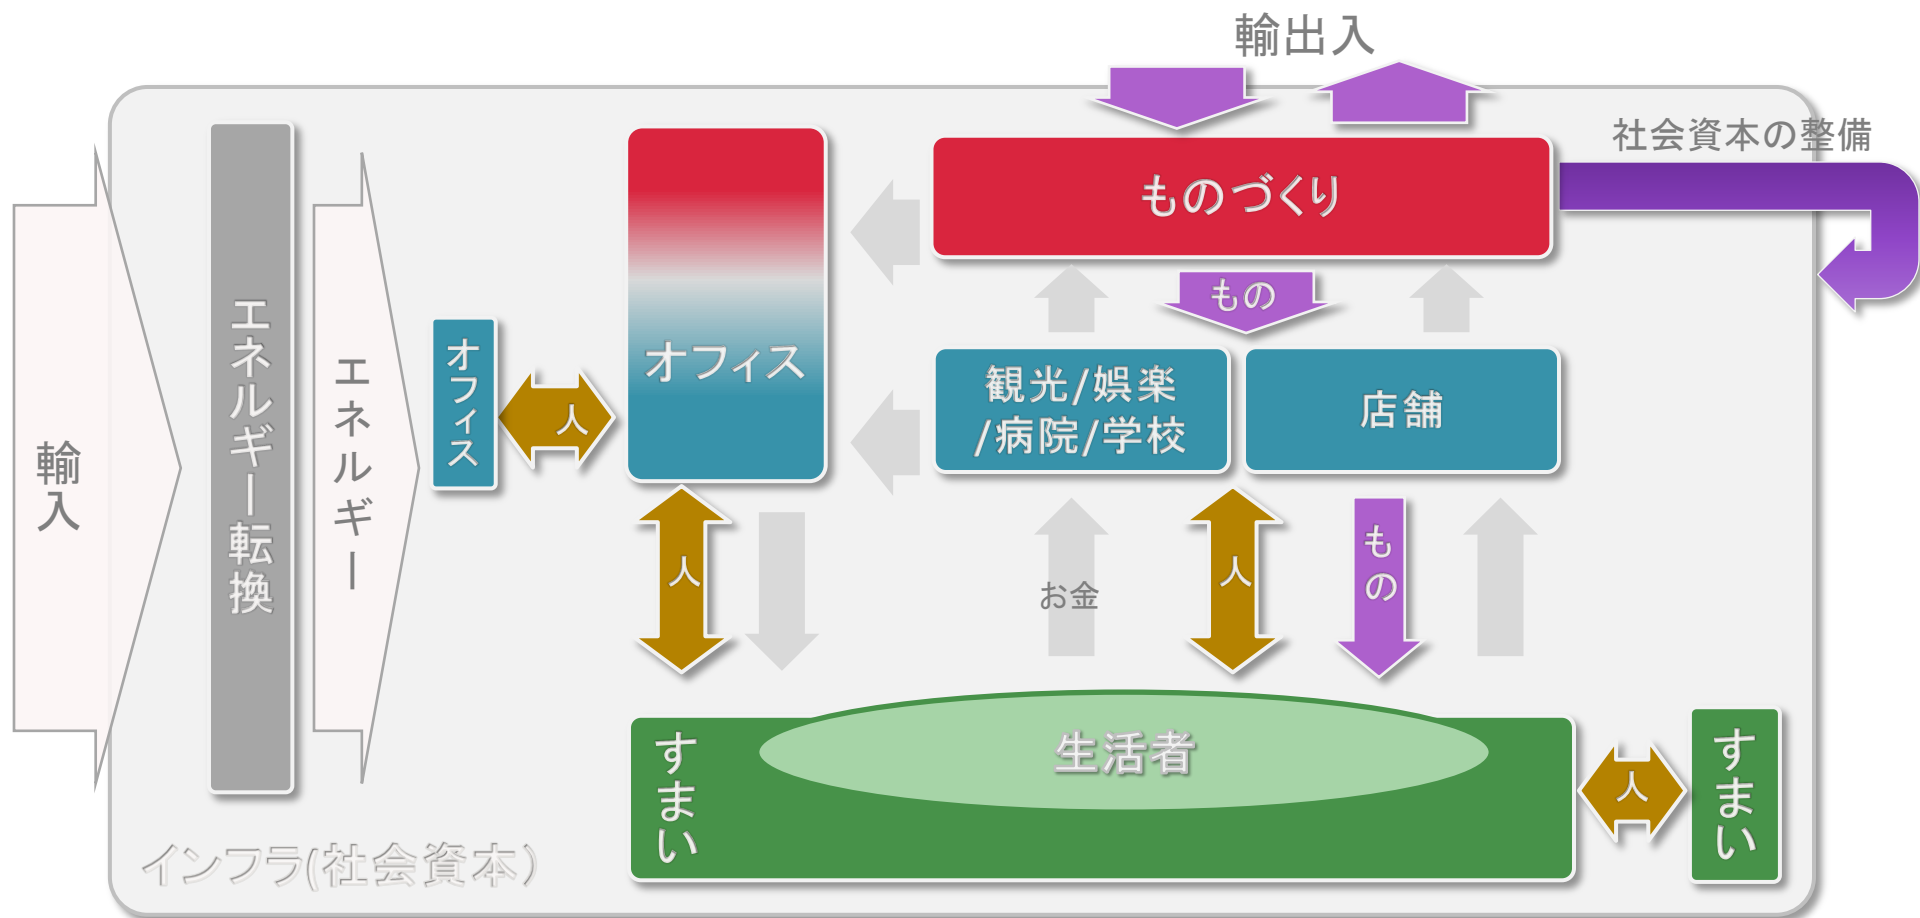 輸出入
社会資本の整備
ものづくり
もの
オフィス
オフィス
人
観光/娯楽
/病院/学校
店舗
エネルギー転換
エネルギー
輸入
人
お金
人
もの
生活者
すまい
人
すまい
インフラ(社会資本）